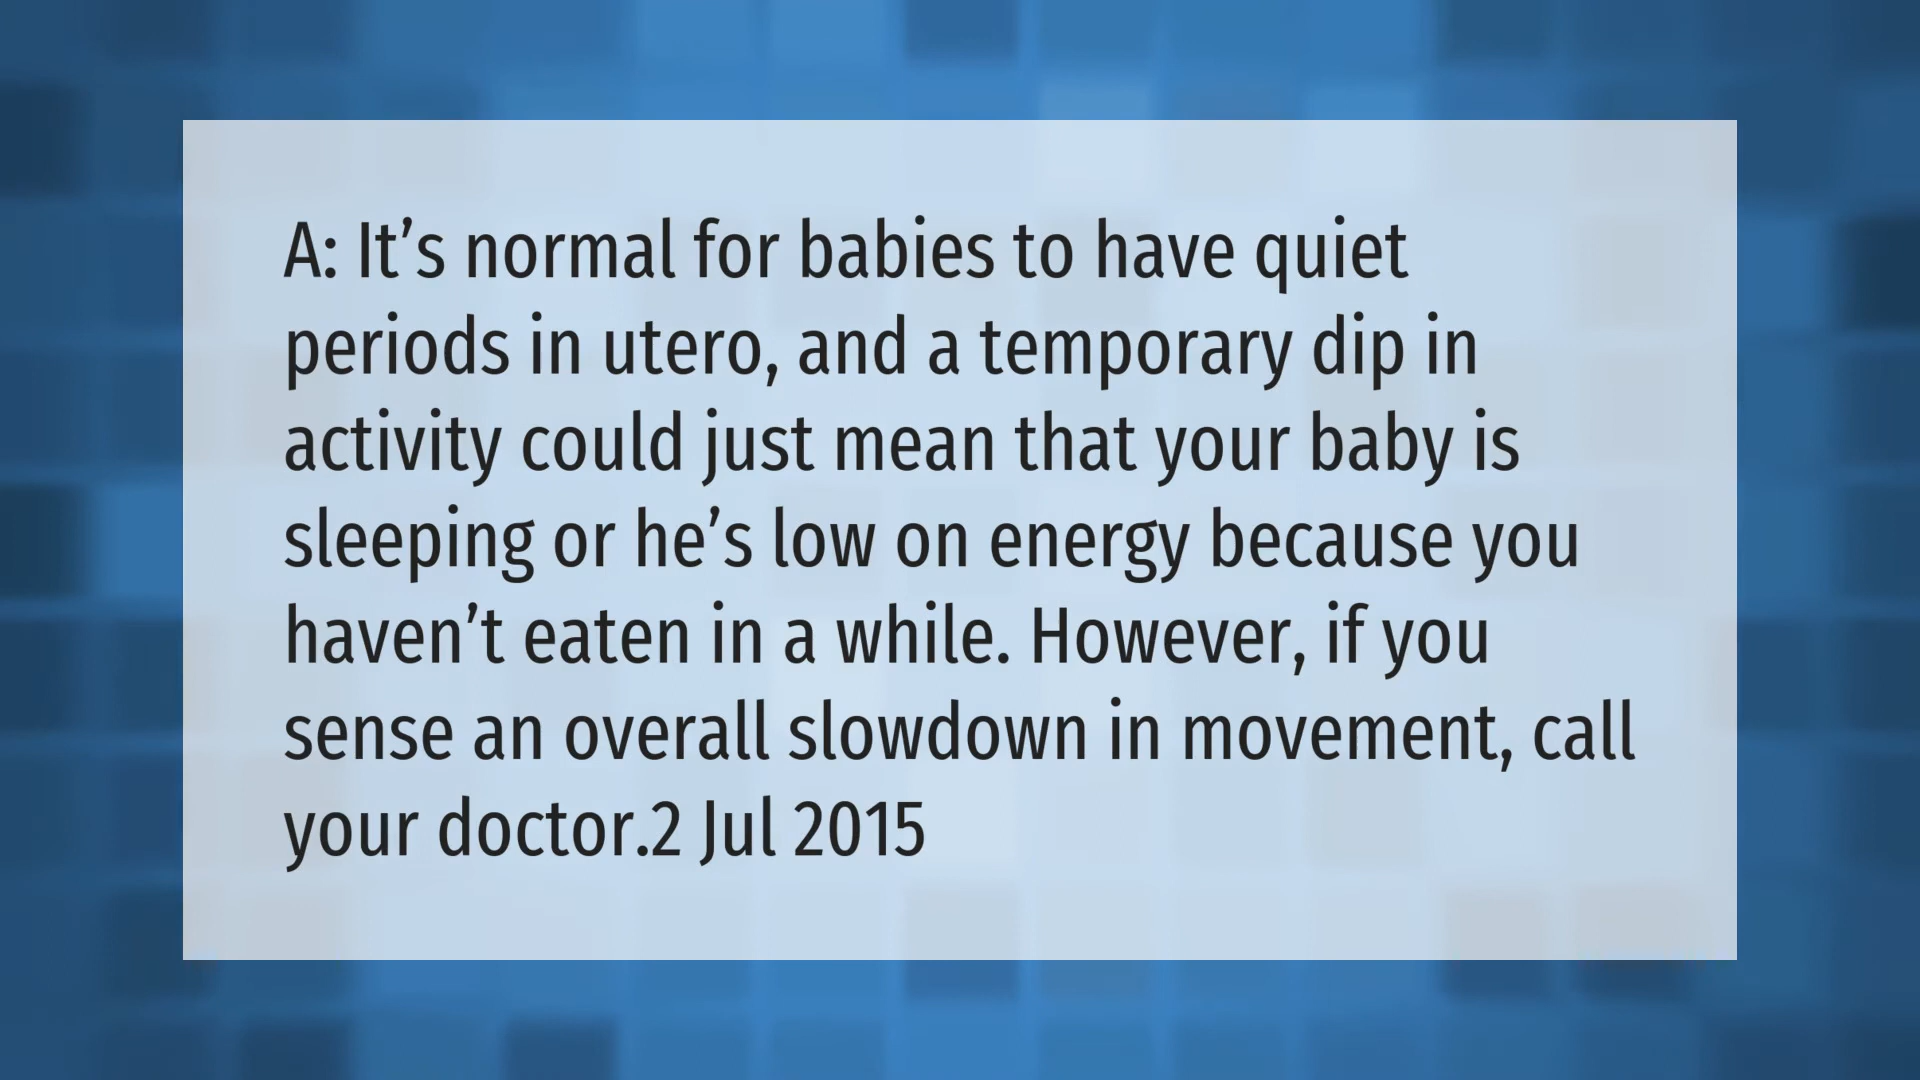 A: It’s normal for babies to have quiet
periods in utero, and a temporary dip in
activity could just mean that your baby is
sleeping or he’s low on energy because you
haven’t eaten in a while. However, if you
sense an overall slowdown in movement, call
your doctor.2 Jul 2015